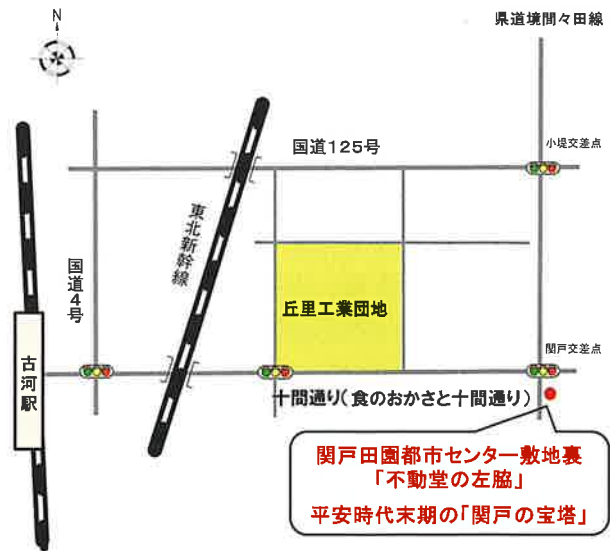 県道境間々田線
N
小堤交差点
国道125号
東北新幹線
国道4号
丘里工業団地
関戸交差点
古河駅
十間通り(食のおかさと十間通り)
関戸田園都市センター敷地裏
「不動堂の左脇」
平安時代末期の「関戸の宝塔」